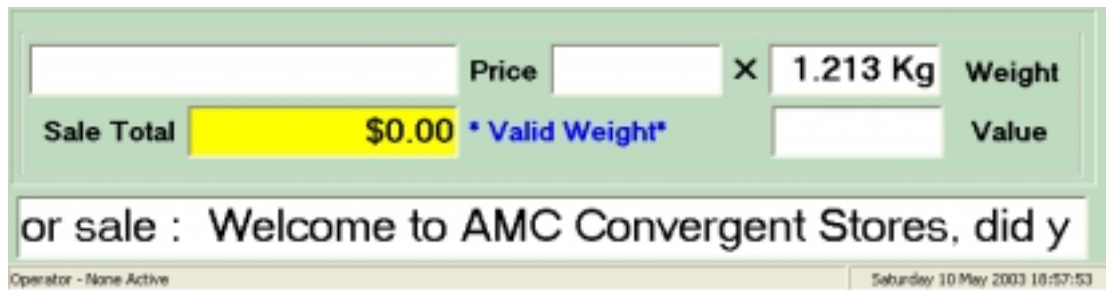 Price × 1.213 Kg Weight
Sale Total $0.00 * Valid Weight* Value
or sale : Welcome to AMC Convergent Stores, did y
Operator - None Active Saturday 10 May 2003 18:57:53